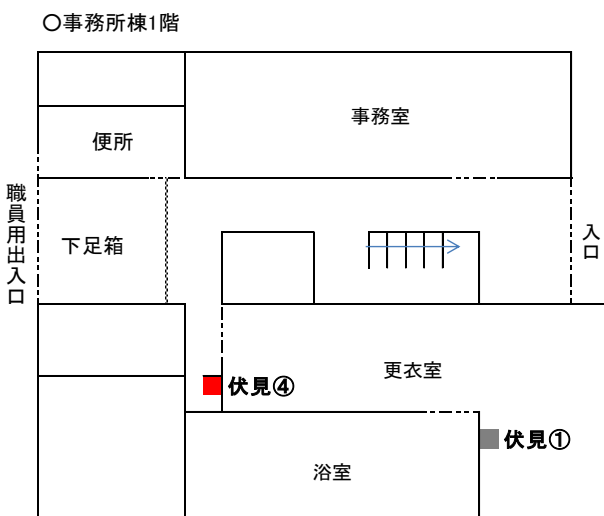 〇事務所棟1階
事務室
便所
職員用出入口
下足箱
入口
更衣室
伏見④
伏見①
浴室